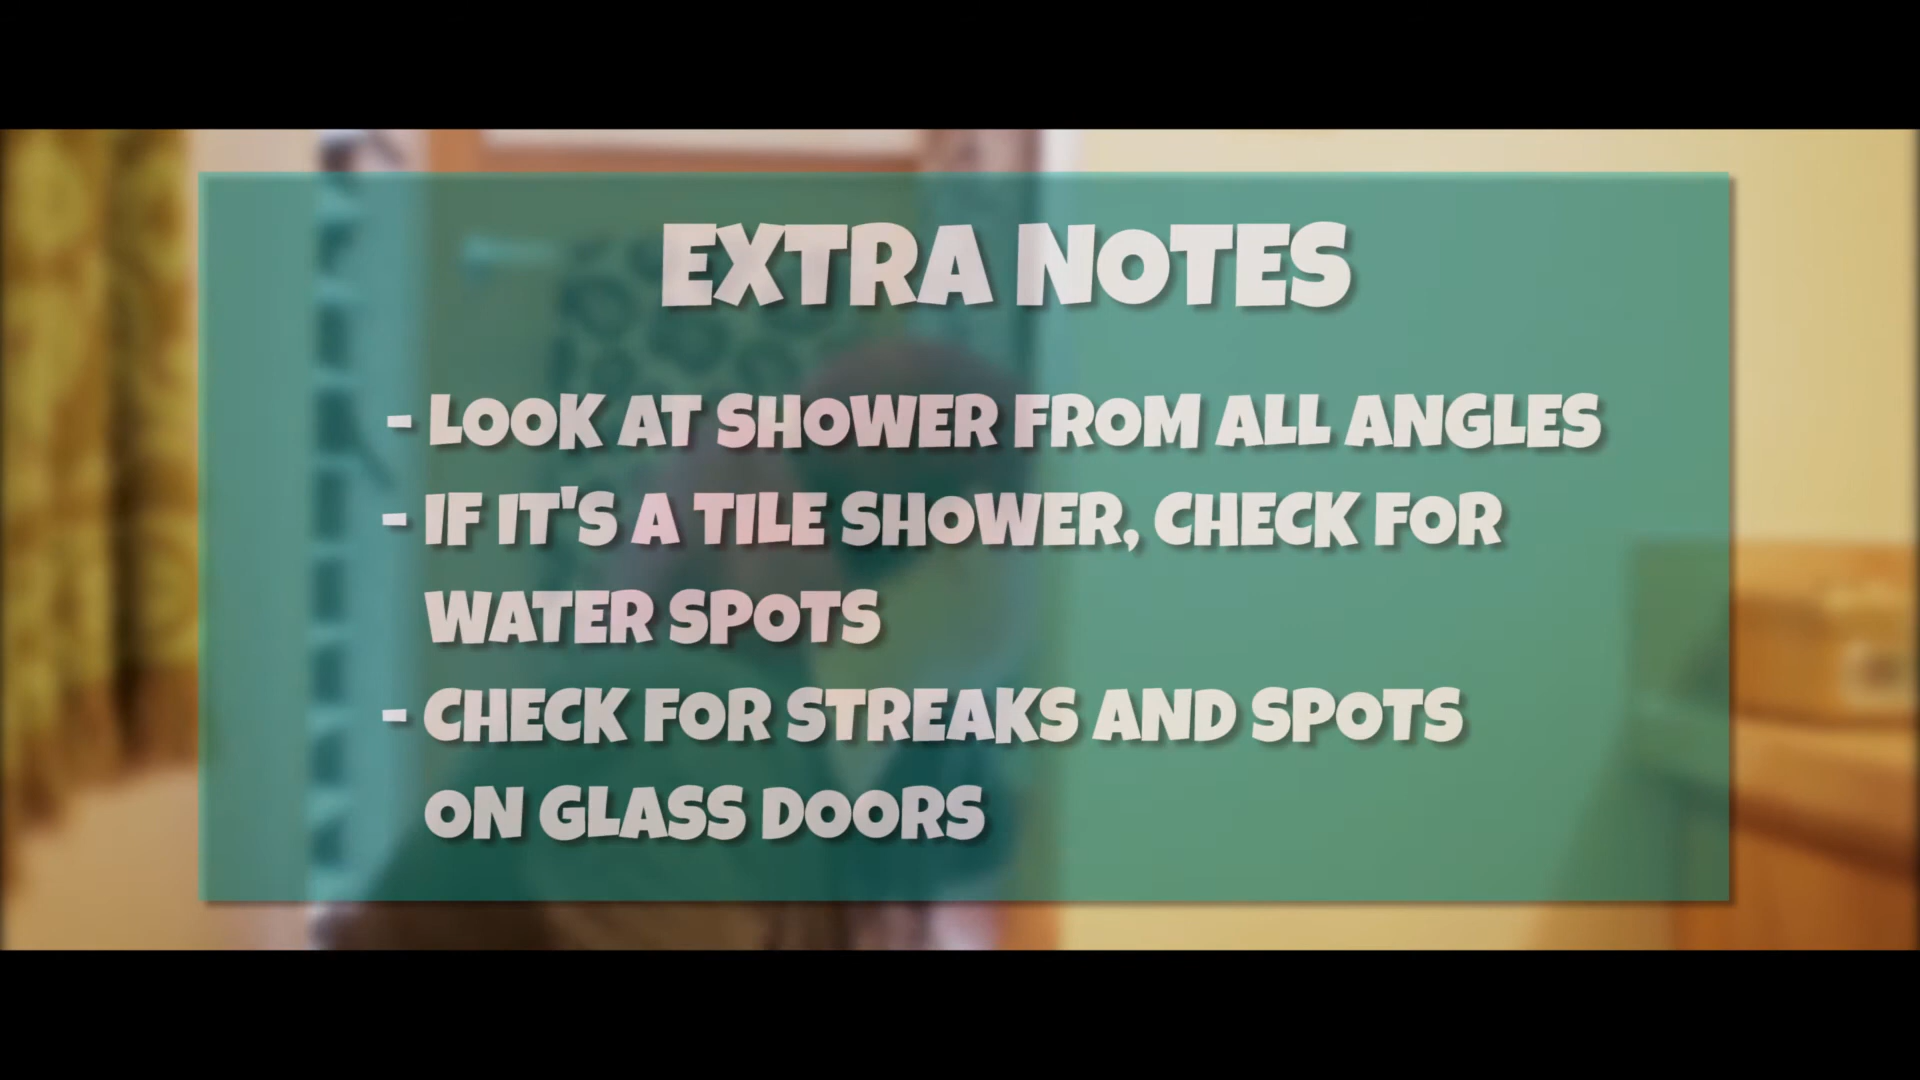 EXTRA NOTES
- LOOK AT SHOWER FROM ALL ANGLES
- IF IT'S A TILE SHOWER, CHECK FOR
WATER SPOTS
- CHECK FOR STREAKS AND SPOTS
ON GLASS DOORS